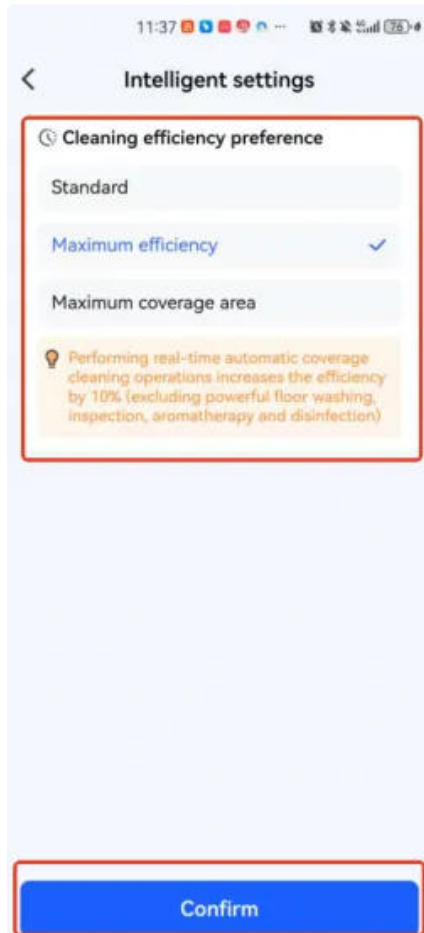 11:37
76
Intelligent settings
Cleaning efficiency preference
Standard
Maximum efficiency
Maximum coverage area
Performing real-time automatic coverage
cleaning operations increases the efficiency
by 10% (excluding powerful floor washing,
inspection, aromatherapy and disinfection)
Confirm